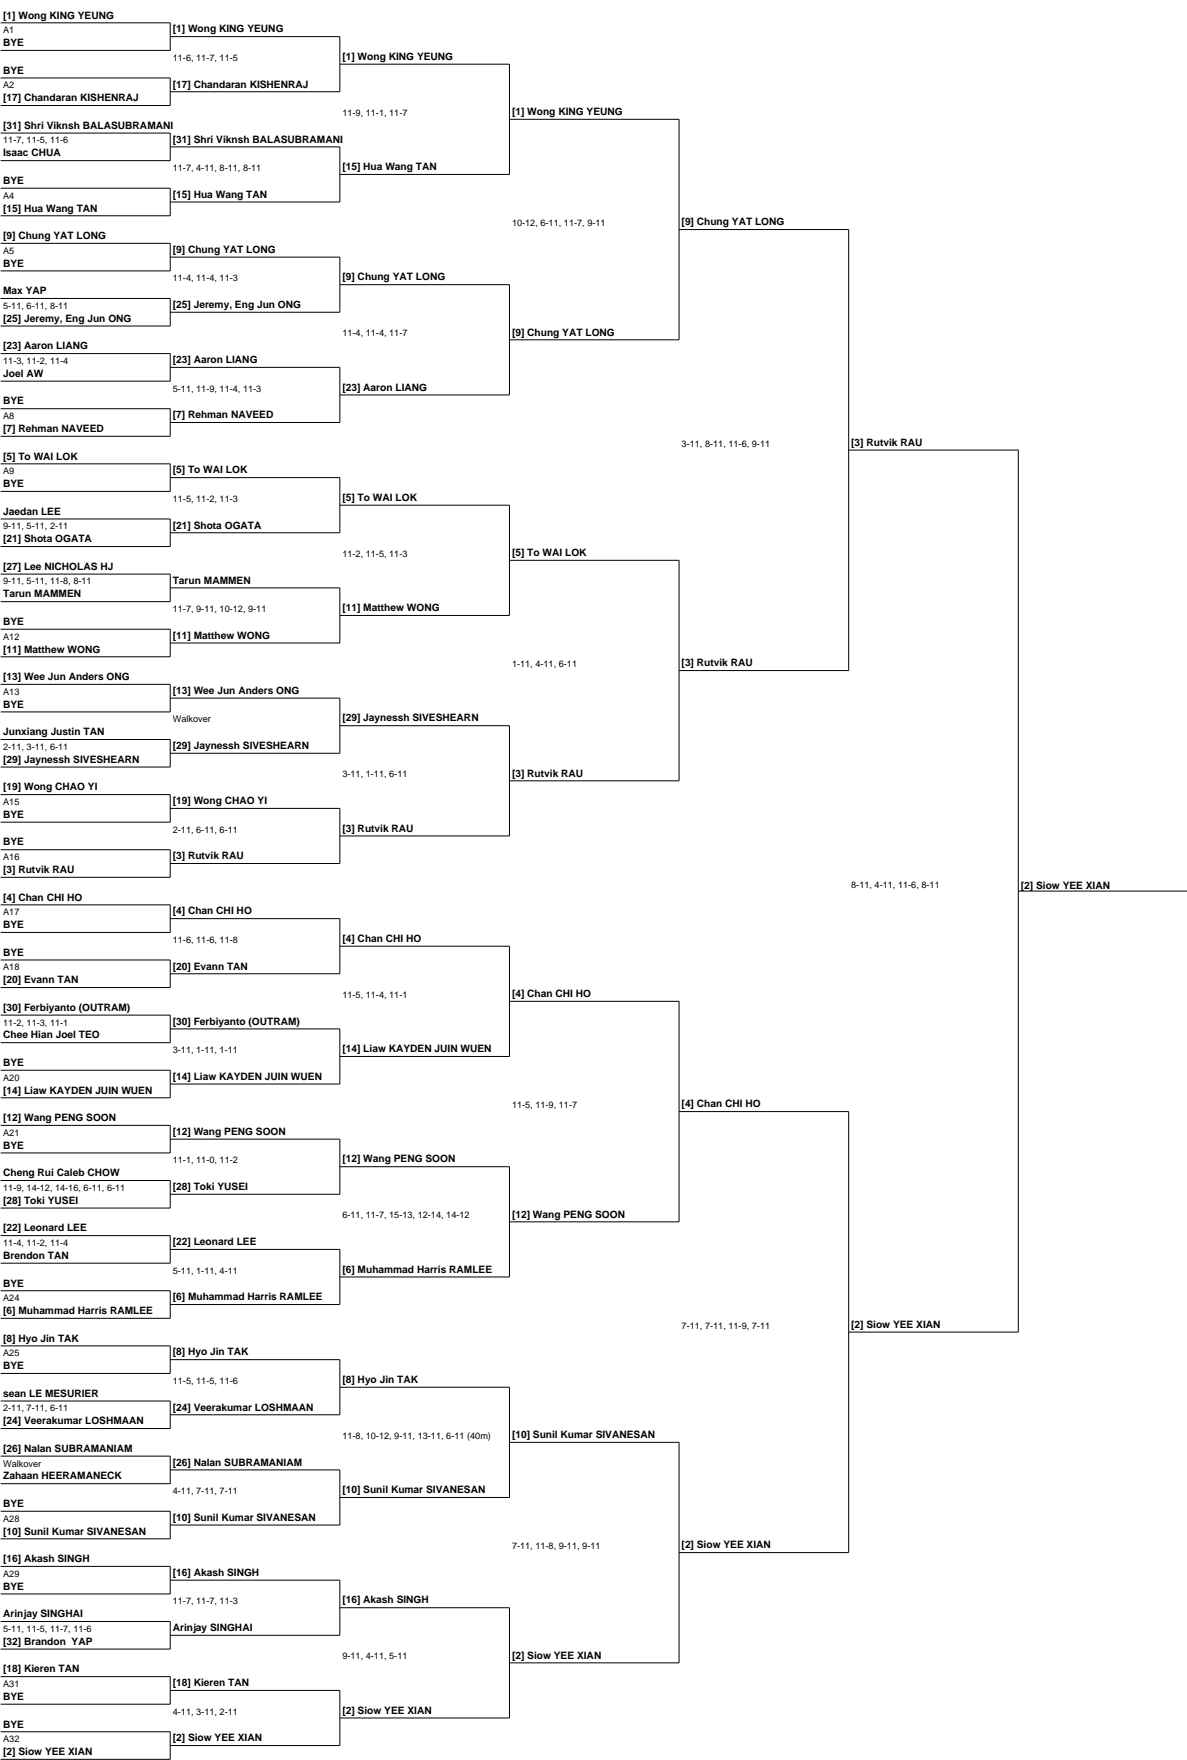 [1] Wong KING YEUNG
A1
BYE
[1] Wong KING YEUNG
11-6, 11-7, 11-5
BYE
A2
[17] Chandaran KISHENRAJ
[17] Chandaran KISHENRAJ
[1] Wong KING YEUNG
11-9, 11-1, 11-7
[31] Shri Viknsh BALASUBRAMANI
11-7, 11-5, 11-6
Isaac CHUA
[31] Shri Viknsh BALASUBRAMANI
11-7, 4-11, 8-11, 8-11
BYE
A4
[15] Hua Wang TAN
[15] Hua Wang TAN
[15] Hua Wang TAN
[1] Wong KING YEUNG
10-12, 6-11, 11-7, 9-11
[9] Chung YAT LONG
A5
BYE
[9] Chung YAT LONG
11-4, 11-4, 11-3
Max YAP
5-11, 6-11, 8-11
[25] Jeremy, Eng Jun ONG
[25] Jeremy, Eng Jun ONG
[9] Chung YAT LONG
11-4, 11-4, 11-7
[23] Aaron LIANG
11-3, 11-2, 11-4
Joel AW
[23] Aaron LIANG
5-11, 11-9, 11-4, 11-3
BYE
A8
[7] Rehman NAVEED
[7] Rehman NAVEED
[23] Aaron LIANG
[9] Chung YAT LONG
[9] Chung YAT LONG
3-11, 8-11, 11-6, 9-11
[5] To WAI LOK
A9
BYE
[5] To WAI LOK
11-5, 11-2, 11-3
Jaedan LEE
9-11, 5-11, 2-11
[21] Shota OGATA
[21] Shota OGATA
[5] To WAI LOK
11-2, 11-5, 11-3
[27] Lee NICHOLAS HJ
9-11, 5-11, 11-8, 8-11
Tarun MAMMEN
Tarun MAMMEN
11-7, 9-11, 10-12, 9-11
BYE
A12
[11] Matthew WONG
[11] Matthew WONG
[11] Matthew WONG
[5] To WAI LOK
1-11, 4-11, 6-11
[13] Wee Jun Anders ONG
A13
BYE
[13] Wee Jun Anders ONG
Walkover
Junxiang Justin TAN
2-11, 3-11, 6-11
[29] Jaynessh SIVESHEARN
[29] Jaynessh SIVESHEARN
[29] Jaynessh SIVESHEARN
3-11, 1-11, 6-11
[19] Wong CHAO YI
A15
BYE
[19] Wong CHAO YI
2-11, 6-11, 6-11
BYE
A16
[3] Rutvik RAU
[3] Rutvik RAU
[3] Rutvik RAU
[3] Rutvik RAU
[3] Rutvik RAU
[3] Rutvik RAU
8-11, 4-11, 11-6, 8-11
[4] Chan CHI HO
A17
BYE
[4] Chan CHI HO
11-6, 11-6, 11-8
BYE
A18
[20] Evann TAN
[20] Evann TAN
[4] Chan CHI HO
11-5, 11-4, 11-1
[30] Ferbiyanto (OUTRAM)
11-2, 11-3, 11-1
Chee Hian Joel TEO
[30] Ferbiyanto (OUTRAM)
3-11, 1-11, 1-11
BYE
A20
[14] Liaw KAYDEN JUIN WUEN
[14] Liaw KAYDEN JUIN WUEN
[14] Liaw KAYDEN JUIN WUEN
[4] Chan CHI HO
11-5, 11-9, 11-7
[12] Wang PENG SOON
A21
BYE
[12] Wang PENG SOON
11-1, 11-0, 11-2
Cheng Rui Caleb CHOW
11-9, 14-12, 14-16, 6-11, 6-11
[28] Toki YUSEI
[28] Toki YUSEI
[12] Wang PENG SOON
6-11, 11-7, 15-13, 12-14, 14-12
[22] Leonard LEE
11-4, 11-2, 11-4
Brendon TAN
[22] Leonard LEE
5-11, 1-11, 4-11
BYE
A24
[6] Muhammad Harris RAMLEE
[6] Muhammad Harris RAMLEE
[6] Muhammad Harris RAMLEE
[12] Wang PENG SOON
[4] Chan CHI HO
7-11, 7-11, 11-9, 7-11
[8] Hyo Jin TAK
A25
BYE
[8] Hyo Jin TAK
11-5, 11-5, 11-6
sean LE MESURIER
2-11, 7-11, 6-11
[24] Veerakumar LOSHMAAN
[24] Veerakumar LOSHMAAN
[8] Hyo Jin TAK
11-8, 10-12, 9-11, 13-11, 6-11 (40m)
[26] Nalan SUBRAMANIAM
Walkover
Zahaan HEERAMANECK
[26] Nalan SUBRAMANIAM
4-11, 7-11, 7-11
BYE
A28
[10] Sunil Kumar SIVANESAN
[10] Sunil Kumar SIVANESAN
[10] Sunil Kumar SIVANESAN
[10] Sunil Kumar SIVANESAN
7-11, 11-8, 9-11, 9-11
[16] Akash SINGH
A29
BYE
[16] Akash SINGH
11-7, 11-7, 11-3
Arinjay SINGHAI
5-11, 11-5, 11-7, 11-6
[32] Brandon  YAP
Arinjay SINGHAI
[16] Akash SINGH
9-11, 4-11, 5-11
[18] Kieren TAN
A31
BYE
[18] Kieren TAN
4-11, 3-11, 2-11
BYE
A32
[2] Siow YEE XIAN
[2] Siow YEE XIAN
[2] Siow YEE XIAN
[2] Siow YEE XIAN
[2] Siow YEE XIAN
[2] Siow YEE XIAN
[2] Siow YEE XIAN